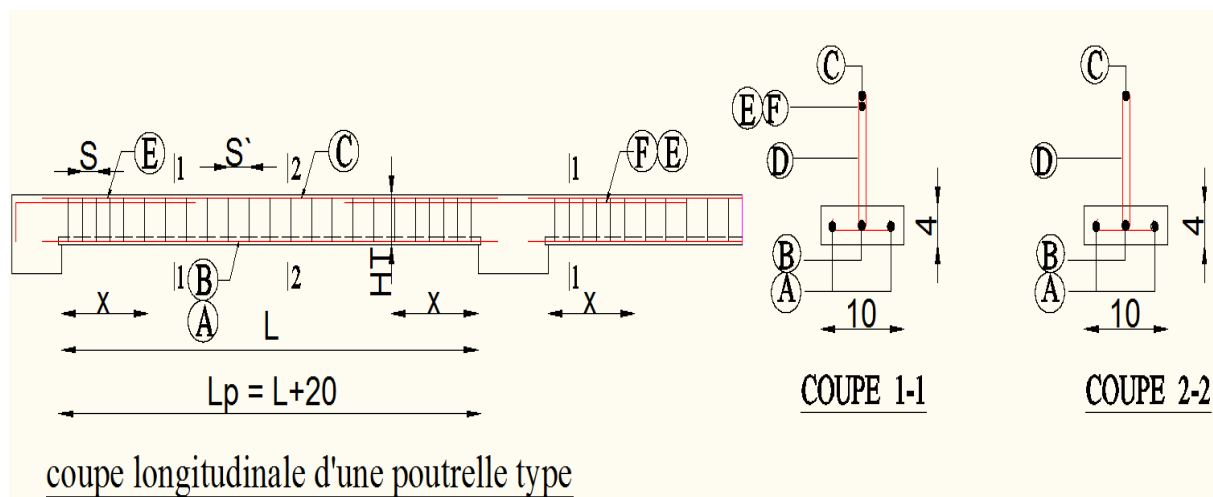 S E 1 S` 2 C F E 1
1 2 B HT 1
X A X X
L
Lp = L+20
coupe longitudinale d'une poutrelle type
C
E F
D
4
B
A
10
COUPE 1-1
C
D
4
B
A
10
COUPE 2-2